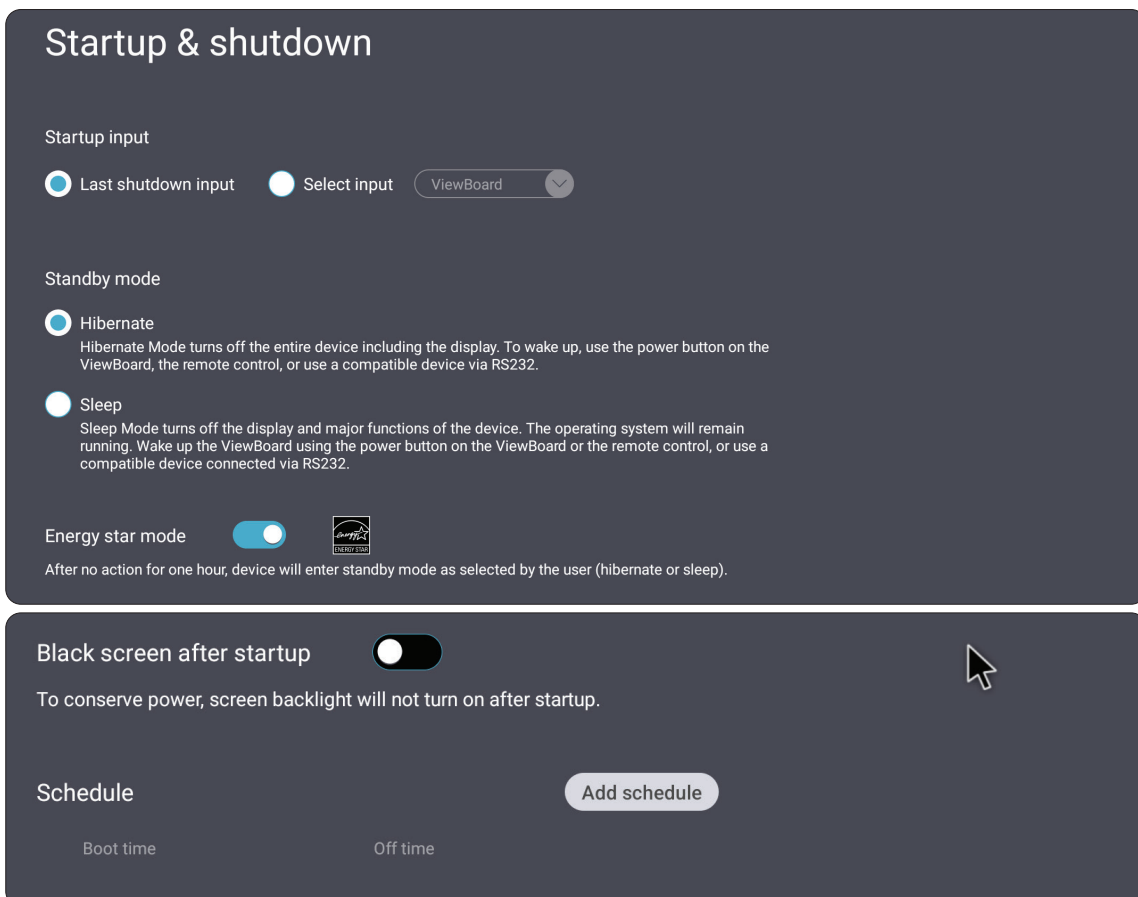 Startup & shutdown
Startup input
Last shutdown input Select input ViewBoard
Standby mode
Hibernate
Hibernate Mode turns off the entire device including the display. To wake up, use the power button on the
ViewBoard, the remote control, or use a compatible device via RS232.
Sleep
Sleep Mode turns off the display and major functions of the device. The operating system will remain
running. Wake up the ViewBoard using the power button on the ViewBoard or the remote control, or use a
compatible device connected via RS232.
Energy star mode energy ENERGY STAR
After no action for one hour, device will enter standby mode as selected by the user (hibernate or sleep).
Black screen after startup
To conserve power, screen backlight will not turn on after startup.
Schedule Add schedule
Boot time Off time